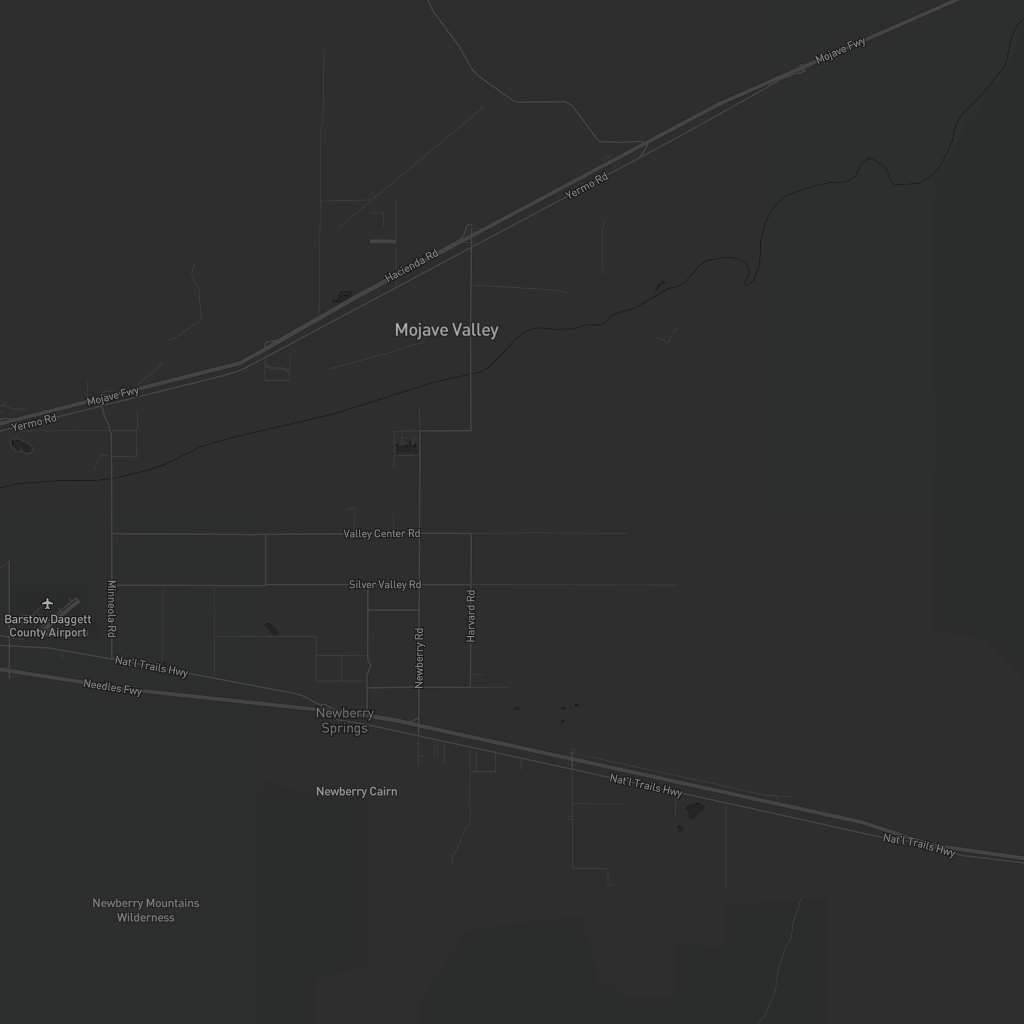 Mojave Fwy
Yermo Rd
Hacienda Rd
Mojave Valley
Mojave Fwy
Yermo Rd
Valley Center Rd
Silver Valley Rd
Minneola Rd
Harvard Rd
Newberry Rd
Barstow Daggett
County Airport
Nat'l Trails Hwy
Needles Fwy
Newberry
Springs
Nat'l Trails Hwy
Newberry Cairn
Nat'l Trails Hwy
Newberry Mountains
Wilderness